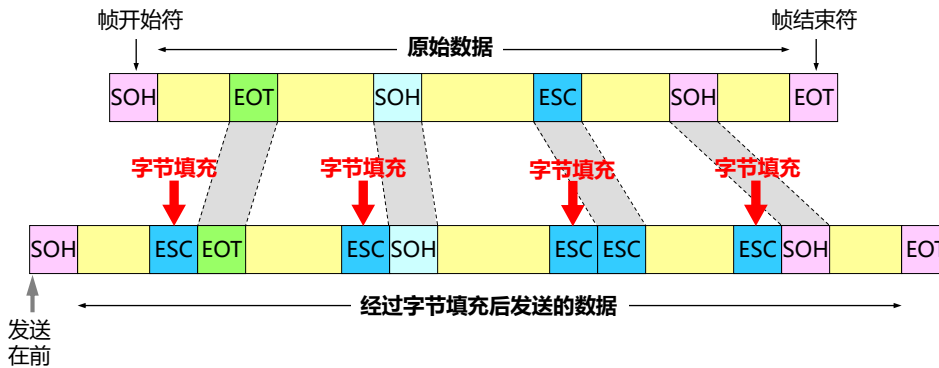 帧开始符
帧结束符
原始数据
SOH EOT SOH ESC SOH EOT
字节填充 字节填充 字节填充 字节填充
SOH ESC EOT ESC SOH ESC ESC ESC SOH EOT
经过字节填充后发送的数据
发送
在前